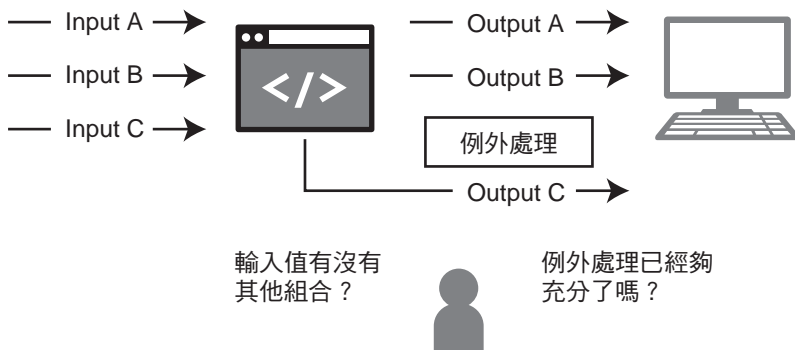 Input A
Output A
Input B
Output B
</>
Input C
例外處理
Output C
輸入值有沒有
其他組合？
例外處理已經夠
充分了嗎？